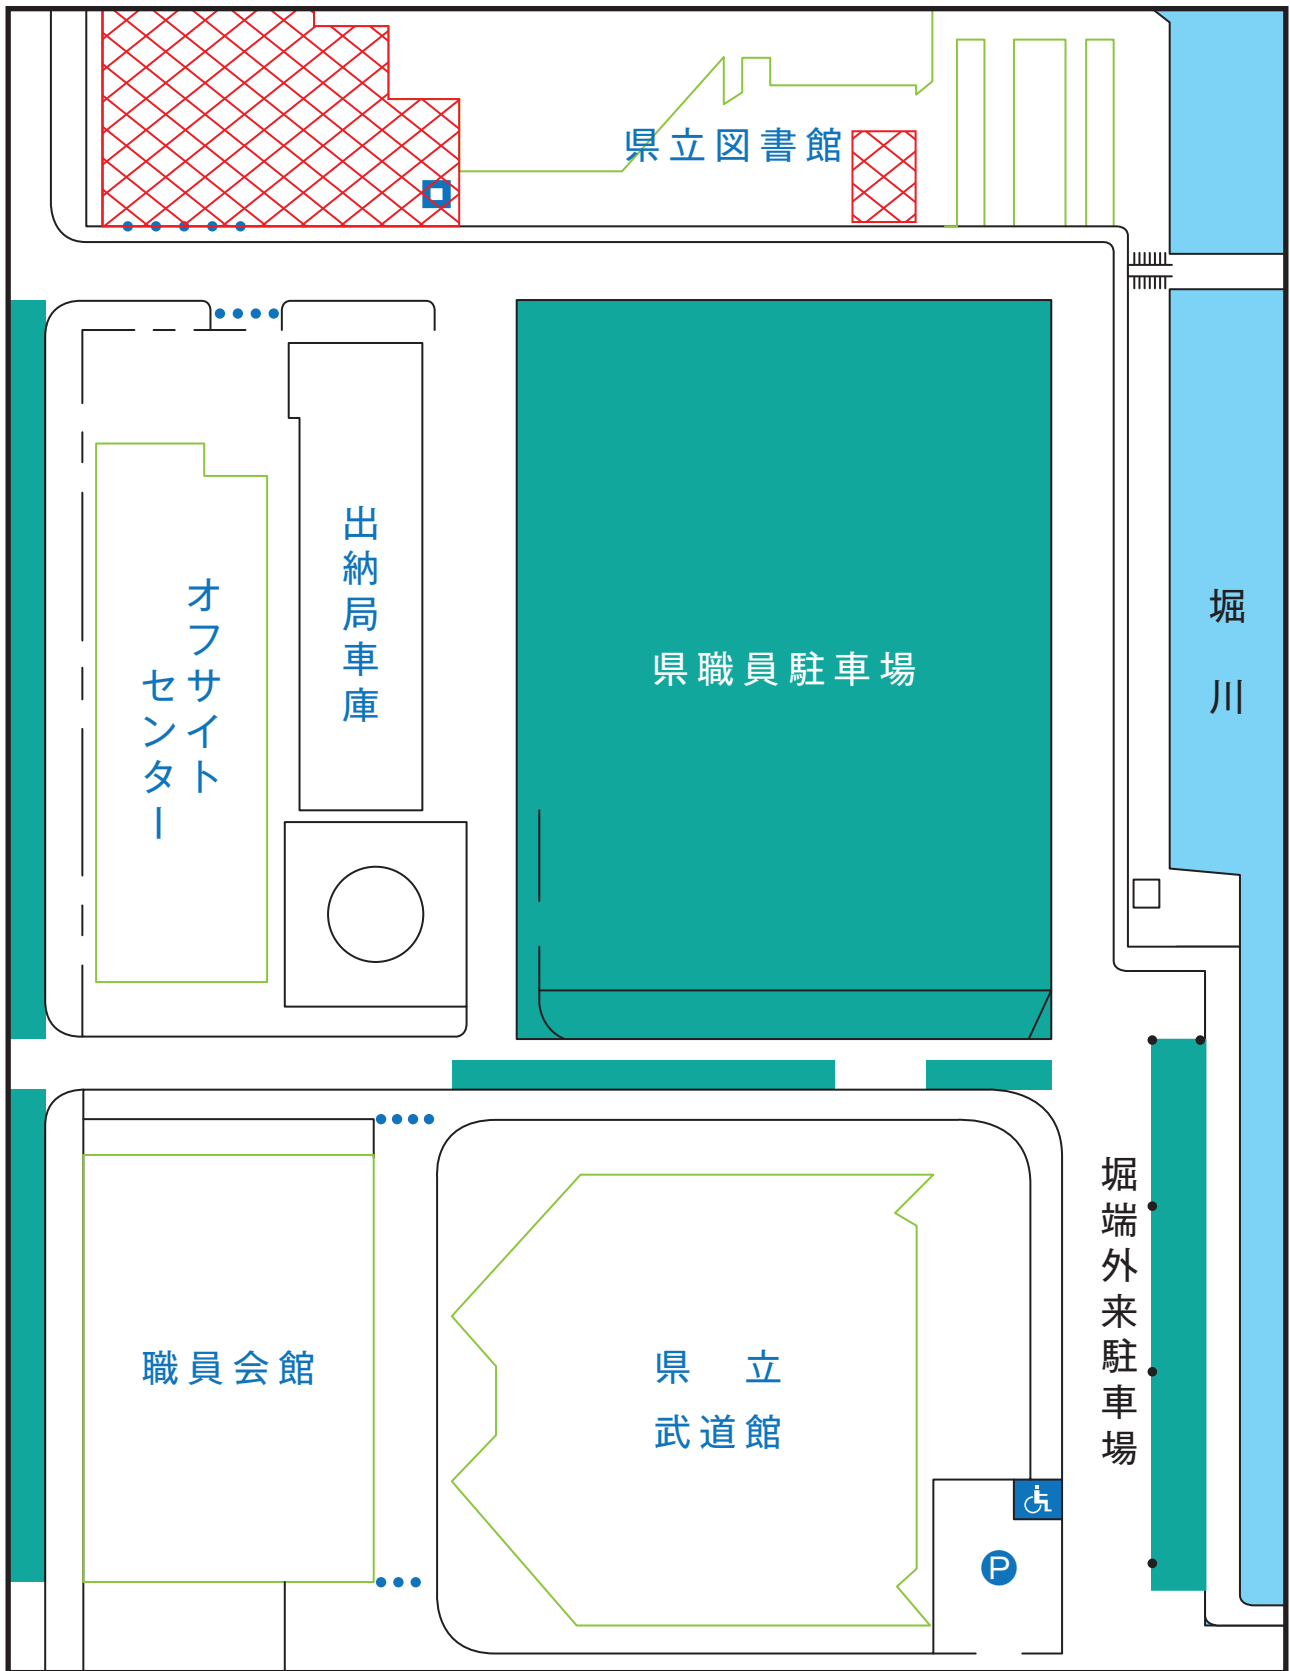 県立図書館
出納局車庫
オフサイト
センター
県職員駐車場
堀川
堀端外来駐車場
職員会館
県立
武道館
P